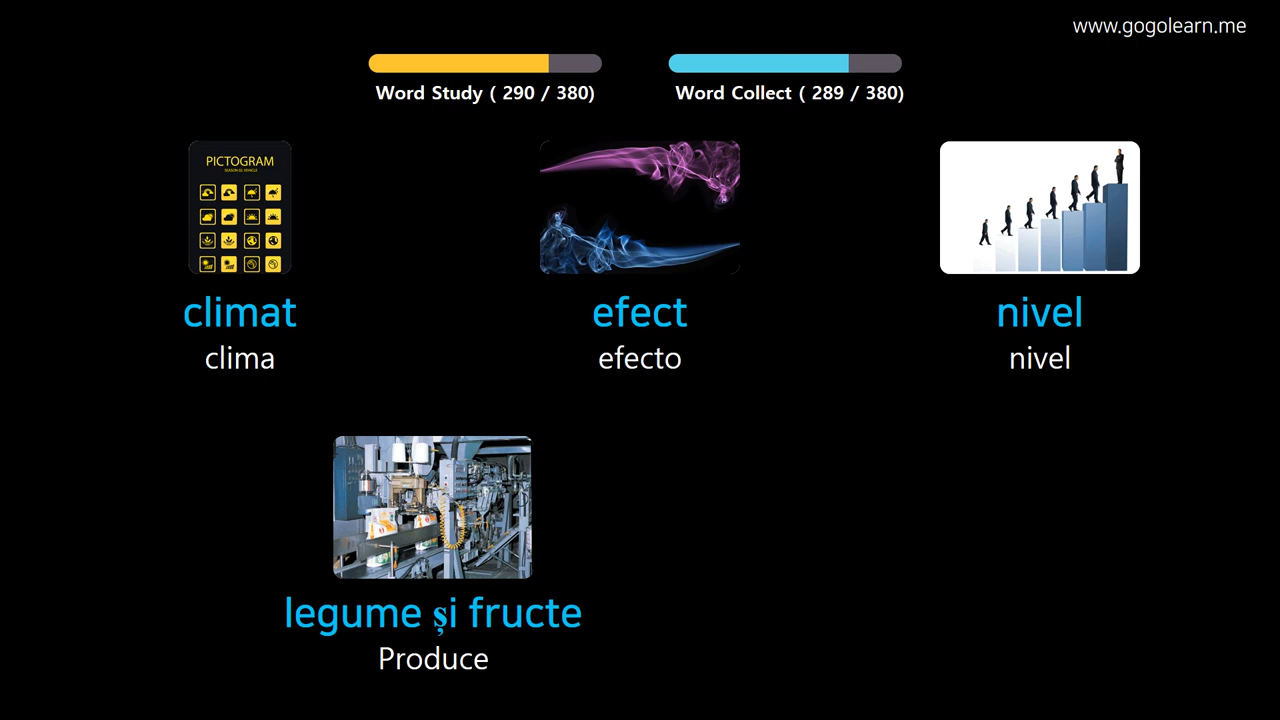 www.gogolearn.me
Word Study ( 290 / 380)
Word Collect ( 289 / 380)
PICTOGRAM
climat
clima
efect
efecto
nivel
nivel
legume și fructe
Produce